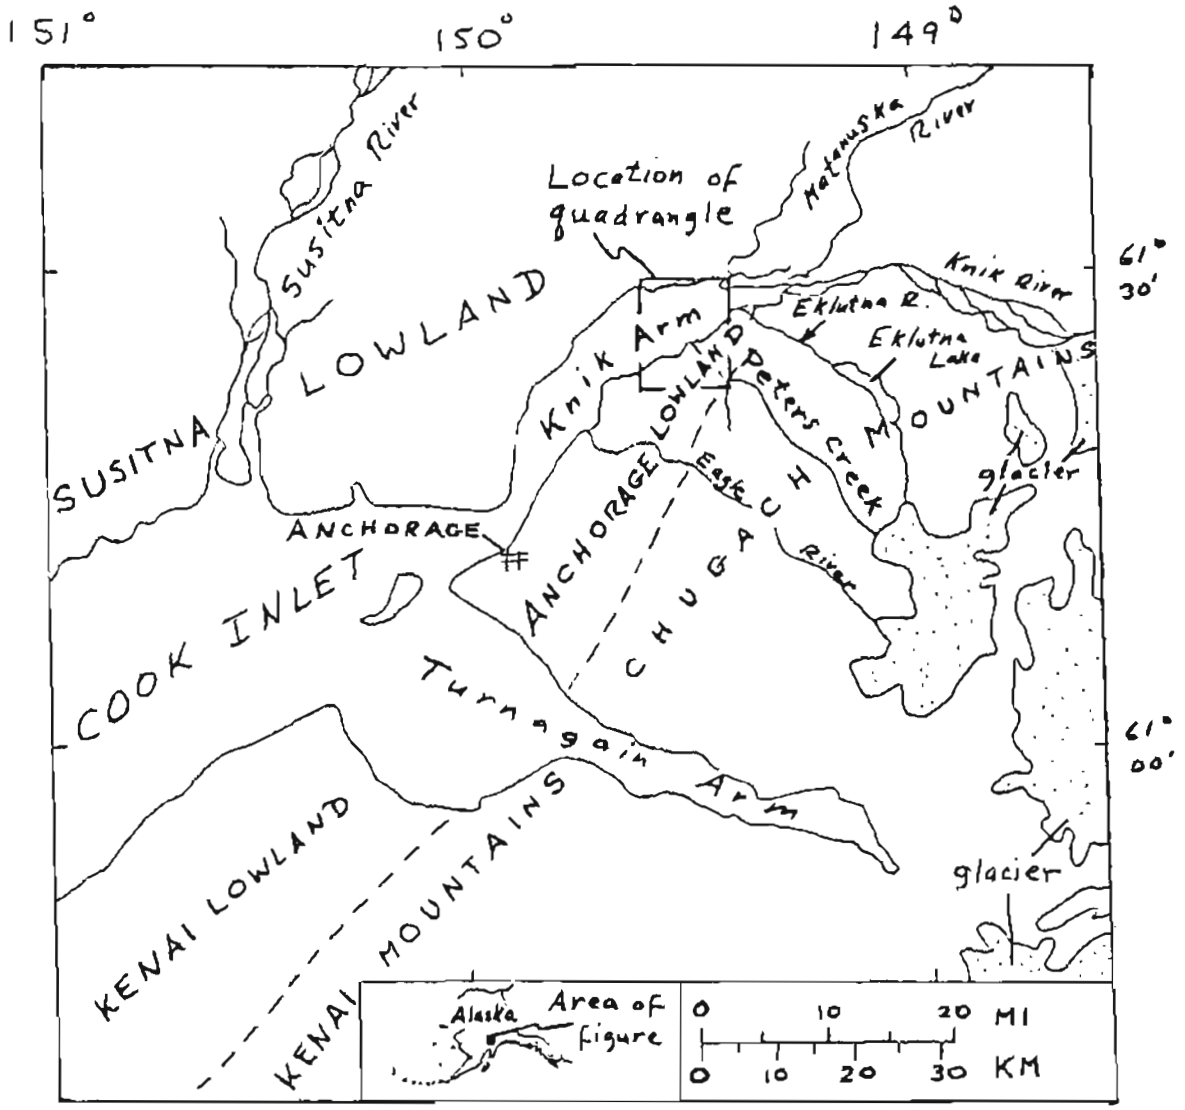 151° 150° 149°
Susitna River
Matanuska
River
Location of
quadrangle
61°
30'
Knik River
LOWLAND
Knik Arm
Eklutna R.
Eklutna
Lake
MOUNTAINS
LOWLAND
Peters Creek
SUSITNA
glacier
Eagle River
ANCHORAGE
ANCHORAGE
CHUGACH
COOK INLET
Turnagain Arm
61°
00'
KENAI LOWLAND
KENAI MOUNTAINS
glacier
Alaska
Area of
figure
0 10 20 MI
0 10 20 30 KM